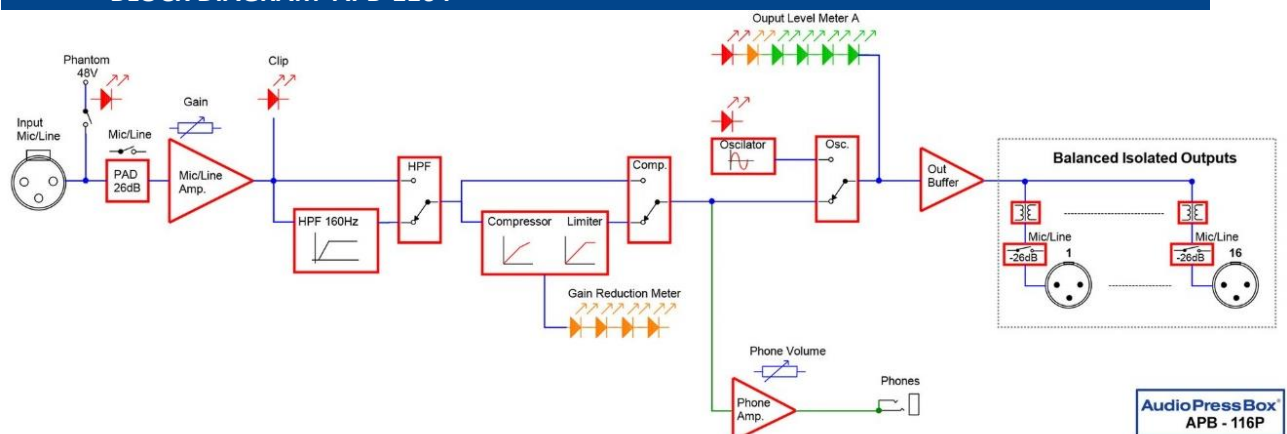 Ouput Level Meter A
Phantom
48V
Clip
Gain
Input
Mic/Line
Mic/Line
PAD
26dB
Mic/Line
Amp.
HPF
HPF 160Hz
Comp.
Compressor
Limiter
Gain Reduction Meter
Oscilator
Osc.
Out
Buffer
Balanced Isolated Outputs
Mic/Line
-26dB
1
Mic/Line
-26dB
16
Phone Volume
Phone
Amp.
Phones
AudioPressBox®
APB - 116P